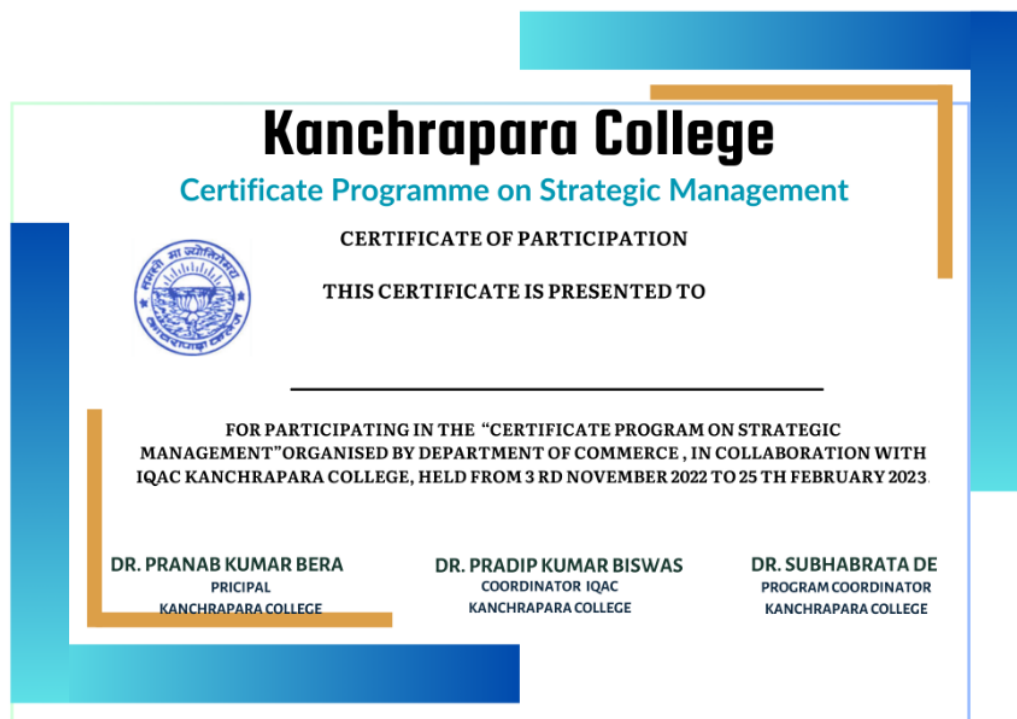 Kanchrapara College
Certificate Programme on Strategic Management
CERTIFICATE OF PARTICIPATION
तमसो मा ज्योतिर्गमय
THIS CERTIFICATE IS PRESENTED TO
FOR PARTICIPATING IN THE “CERTIFICATE PROGRAM ON STRATEGIC
MANAGEMENT”ORGANISED BY DEPARTMENT OF COMMERCE , IN COLLABORATION WITH
IQAC KANCHRAPARA COLLEGE, HELD FROM 3 RD NOVEMBER 2022 TO 25 TH FEBRUARY 2023.
DR. PRANAB KUMAR BERA
PRICIPAL
KANCHRAPARA COLLEGE
DR. PRADIP KUMAR BISWAS
COORDINATOR IQAC
KANCHRAPARA COLLEGE
DR. SUBHABRATA DE
PROGRAM COORDINATOR
KANCHRAPARA COLLEGE